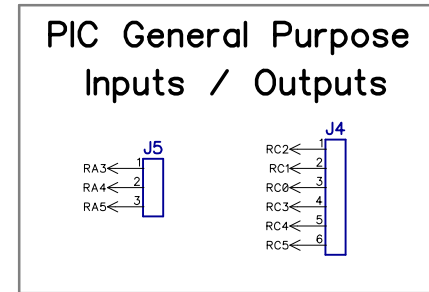 PIC General Purpose
Inputs / Outputs
J5
RA3 1
RA4 2
RA5 3
J4
RC2 1
RC1 2
RC0 3
RC3 4
RC4 5
RC5 6